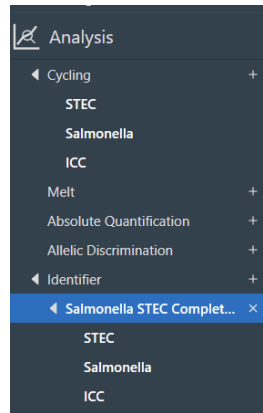 Analysis
Cycling +
STEC
Salmonella
ICC
Melt +
Absolute Quantification +
Allelic Discrimination +
Identifier +
Salmonella STEC Complet... ×
STEC
Salmonella
ICC